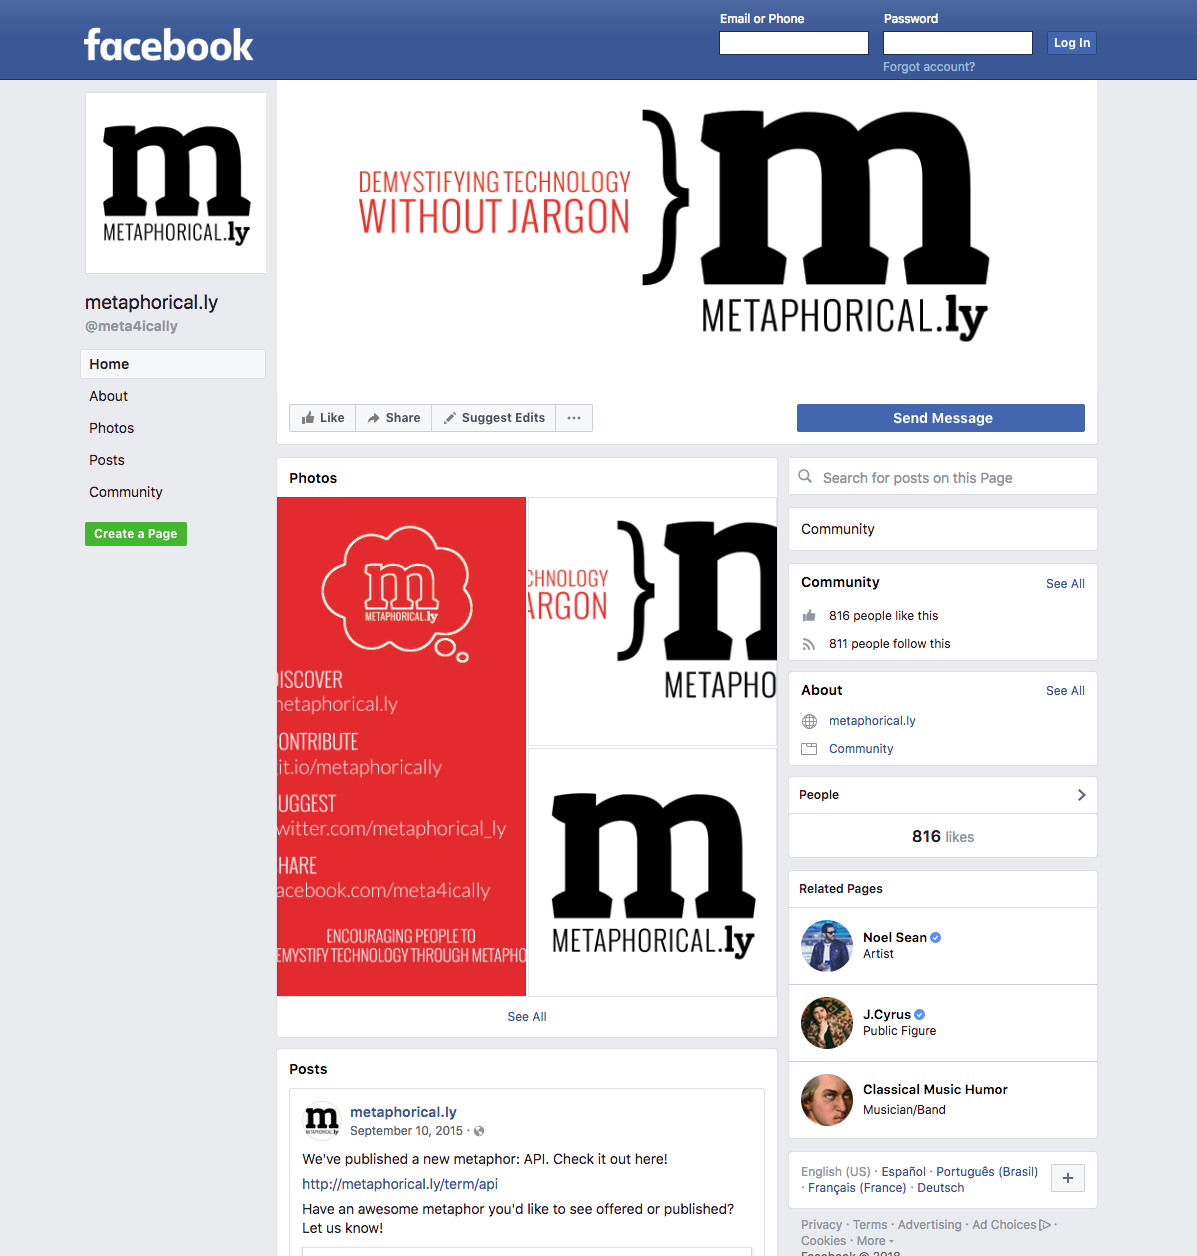 facebook
Email or Phone
Password
Log In
Forgot account?
m
METAPHORICAL.ly
metaphorical.ly
@meta4ically
Home
About
Photos
Posts
Community
Create a Page
DEMYSTIFYING TECHNOLOGY
WITHOUT JARGON
} m
METAPHORICAL.ly
Like
Share
Suggest Edits
...
Send Message
Photos
m
METAPHORICAL.ly
ISCOVER
etaphorical.ly
ONTRIBUTE
it.io/metaphorically
UGGEST
witter.com/metaphorical_ly
HARE
acebook.com/meta4ically
ENCOURAGING PEOPLE TO
EMYSTIFY TECHNOLOGY THROUGH METAPHO
CHNOLOGY
ARGON
} m
METAPHO
m
METAPHORICAL.ly
See All
Posts
m
METAPHORICAL.ly
metaphorical.ly
September 10, 2015 ·
We've published a new metaphor: API. Check it out here!
http://metaphorical.ly/term/api
Have an awesome metaphor you'd like to see offered or published?
Let us know!
Search for posts on this Page
Community
Community
See All
816 people like this
811 people follow this
About
See All
metaphorical.ly
Community
People
816 likes
Related Pages
Noel Sean
Artist
J.Cyrus
Public Figure
Classical Music Humor
Musician/Band
English (US) · Español · Português (Brasil)
· Français (France) · Deutsch
+
Privacy · Terms · Advertising · Ad Choices ·
Cookies · More
Facebook © 2018